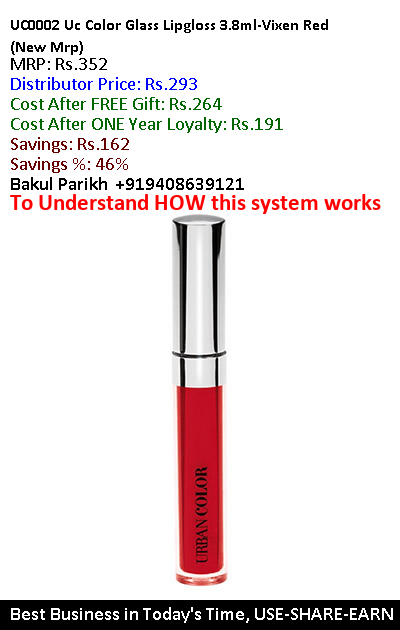 UC0002 Uc Color Glass Lipgloss 3.8ml-Vixen Red
(New Mrp)
MRP: Rs.352
Distributor Price: Rs.293
Cost After FREE Gift: Rs.264
Cost After ONE Year Loyalty: Rs.191
Savings: Rs.162
Savings %: 46%
Bakul Parikh +919408639121
To Understand HOW this system works
URBAN COLOR
Best Business in Today's Time, USE-SHARE-EARN